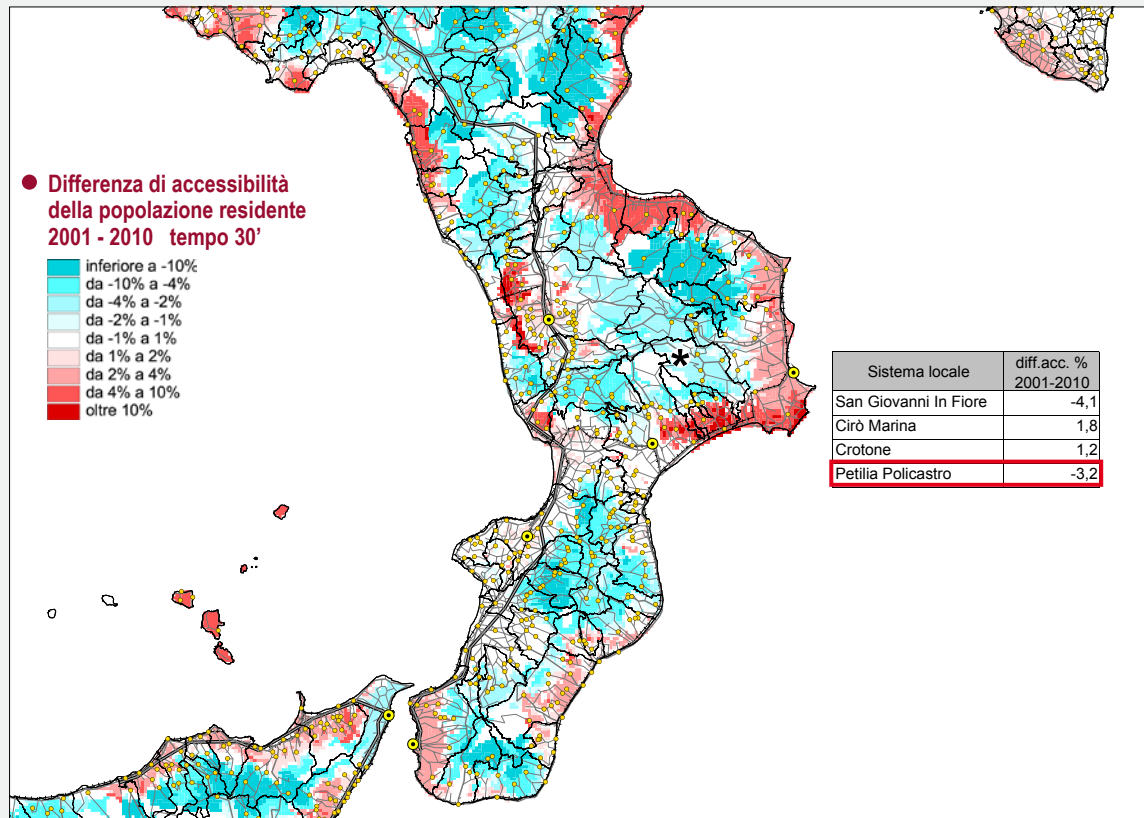 Differenza di accessibilità
della popolazione residente
2001 - 2010 tempo 30'
inferiore a -10%
da -10% a -4%
da -4% a -2%
da -2% a -1%
da -1% a 1%
da 1% a 2%
da 2% a 4%
da 4% a 10%
oltre 10%
*
Sistema locale diff.acc. %
2001-2010
San Giovanni In Fiore -4,1
Cirò Marina 1,8
Crotone 1,2
Petilia Policastro -3,2